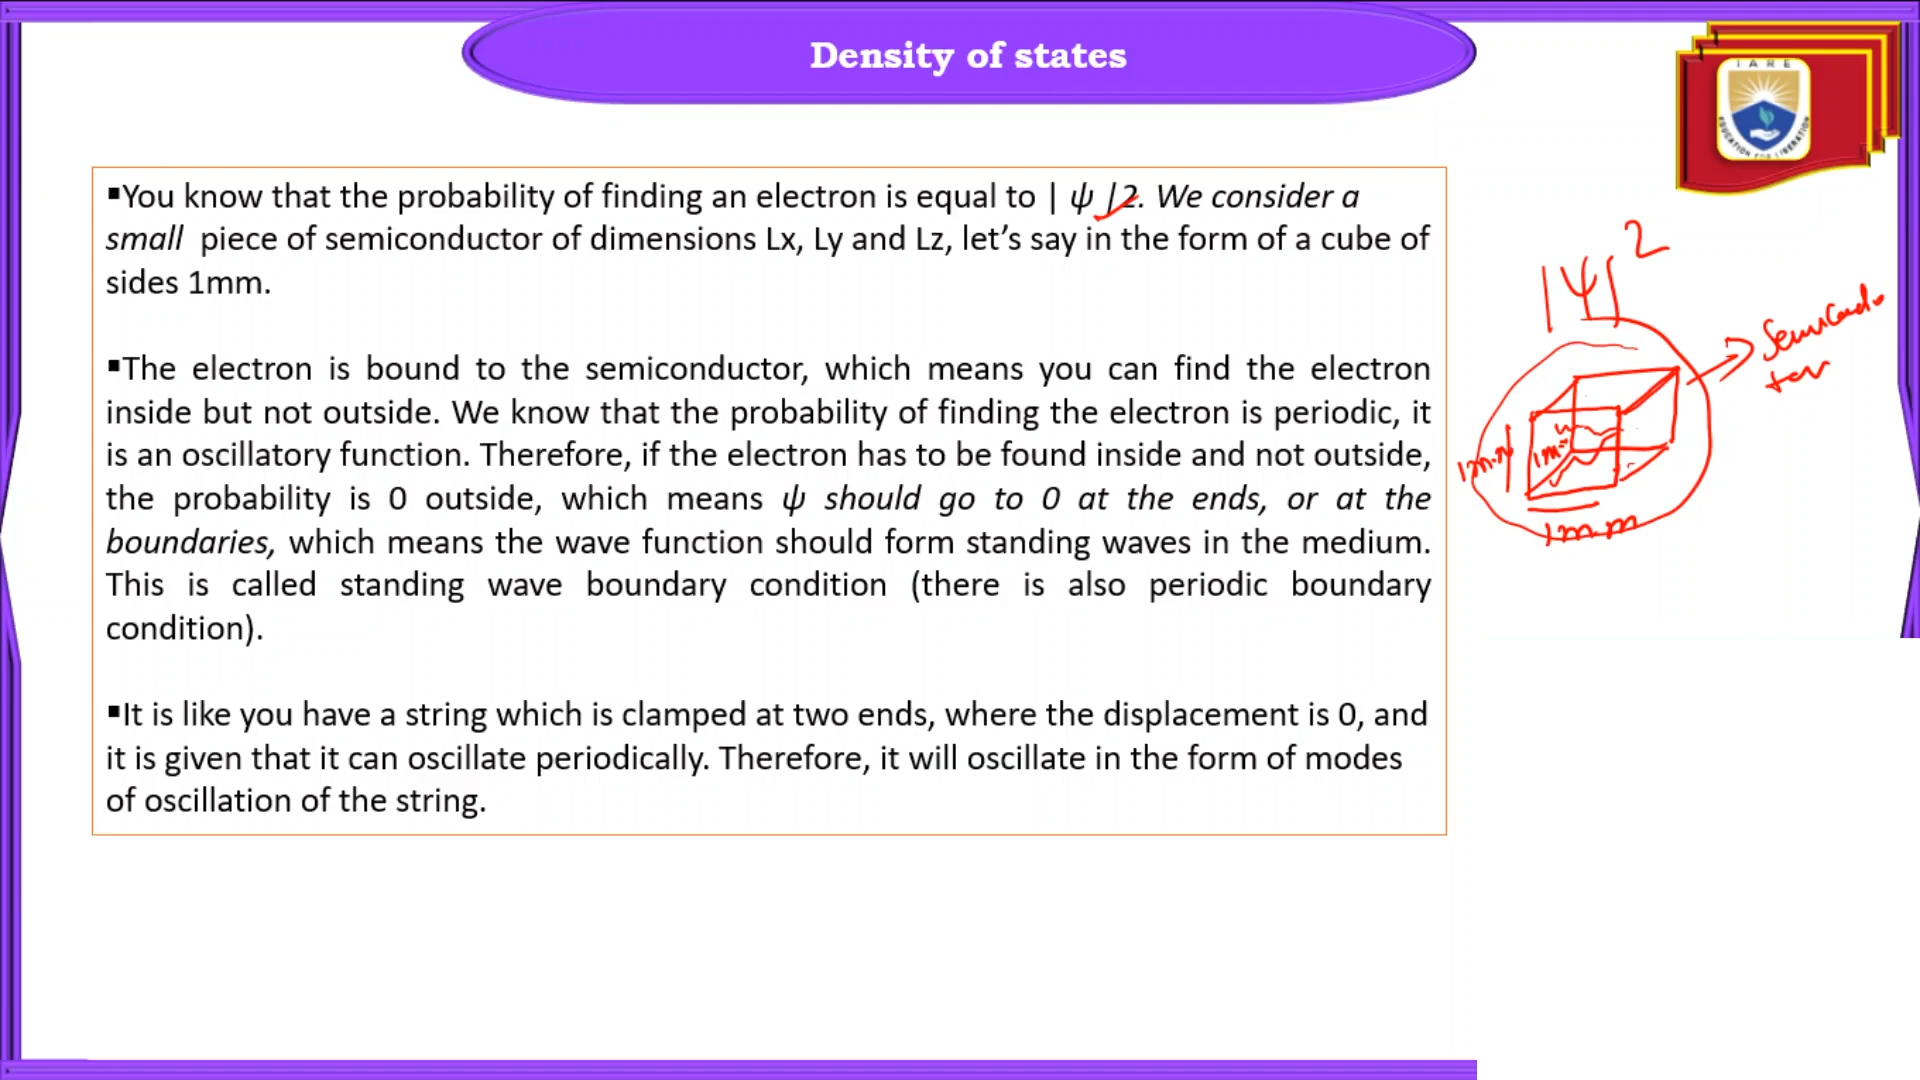 Density of states
IARE
EDUCATION FOR LIBERATION
▪You know that the probability of finding an electron is equal to | ψ |2. We consider a
small piece of semiconductor of dimensions Lx, Ly and Lz, let’s say in the form of a cube of
sides 1mm.
▪The electron is bound to the semiconductor, which means you can find the electron
inside but not outside. We know that the probability of finding the electron is periodic, it
is an oscillatory function. Therefore, if the electron has to be found inside and not outside,
the probability is 0 outside, which means ψ should go to 0 at the ends, or at the
boundaries, which means the wave function should form standing waves in the medium.
This is called standing wave boundary condition (there is also periodic boundary
condition).
▪It is like you have a string which is clamped at two ends, where the displacement is 0, and
it is given that it can oscillate periodically. Therefore, it will oscillate in the form of modes
of oscillation of the string.
|ψ|2
1m.m
1m.m